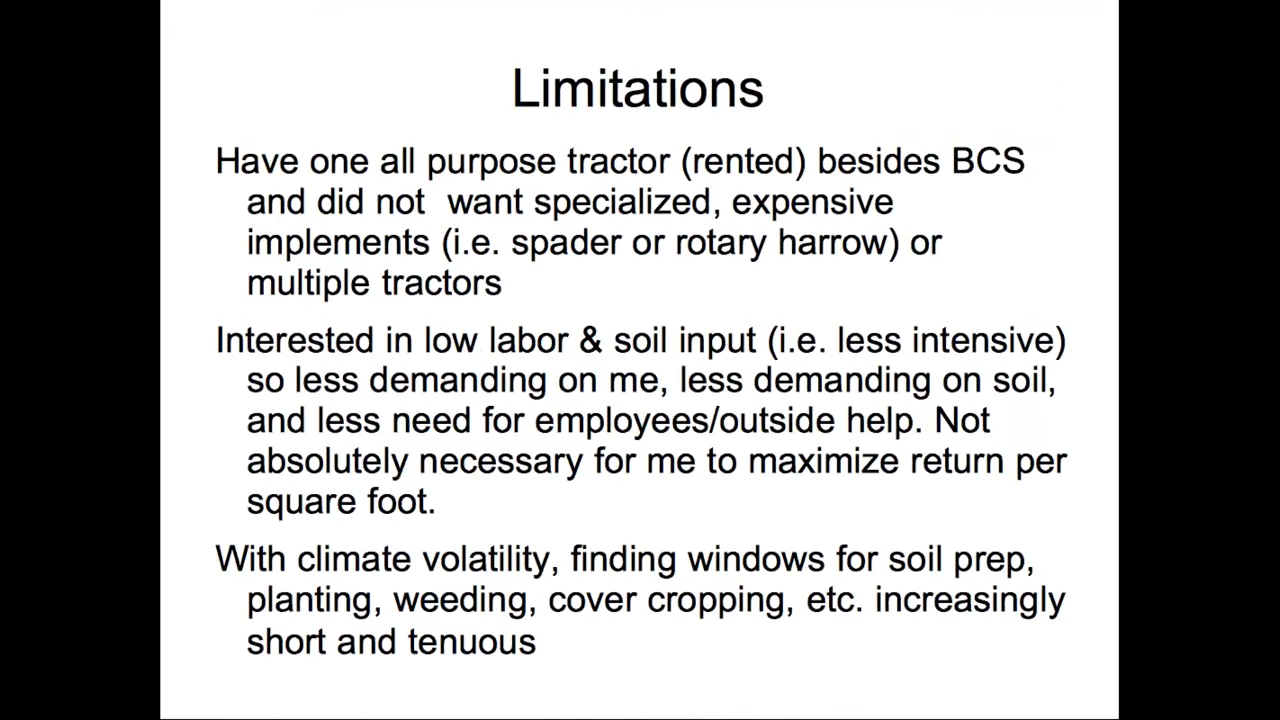 Limitations
Have one all purpose tractor (rented) besides BCS
and did not  want specialized, expensive
implements (i.e. spader or rotary harrow) or
multiple tractors
Interested in low labor & soil input (i.e. less intensive)
so less demanding on me, less demanding on soil,
and less need for employees/outside help. Not
absolutely necessary for me to maximize return per
square foot.
With climate volatility, finding windows for soil prep,
planting, weeding, cover cropping, etc. increasingly
short and tenuous